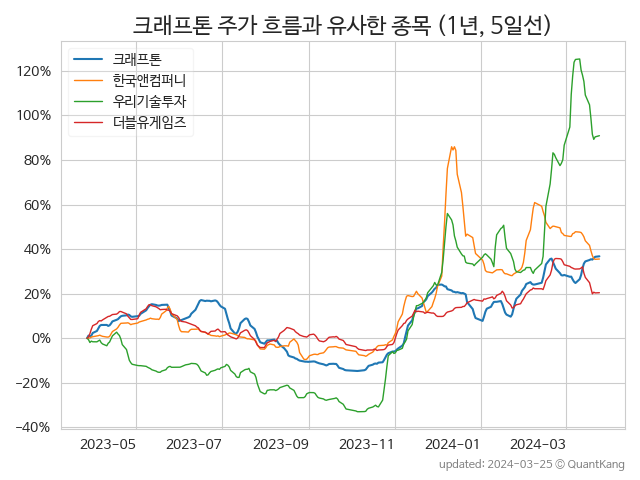 크래프톤 주가 흐름과 유사한 종목 (1년, 5일선)
크래프톤
한국앤컴퍼니
우리기술투자
더블유게임즈
120%
100%
80%
60%
40%
20%
0%
−20%
−40%
2023−05
2023−07
2023−09
2023−11
2024−01
2024−03
updated: 2024−03−25 © QuantKang